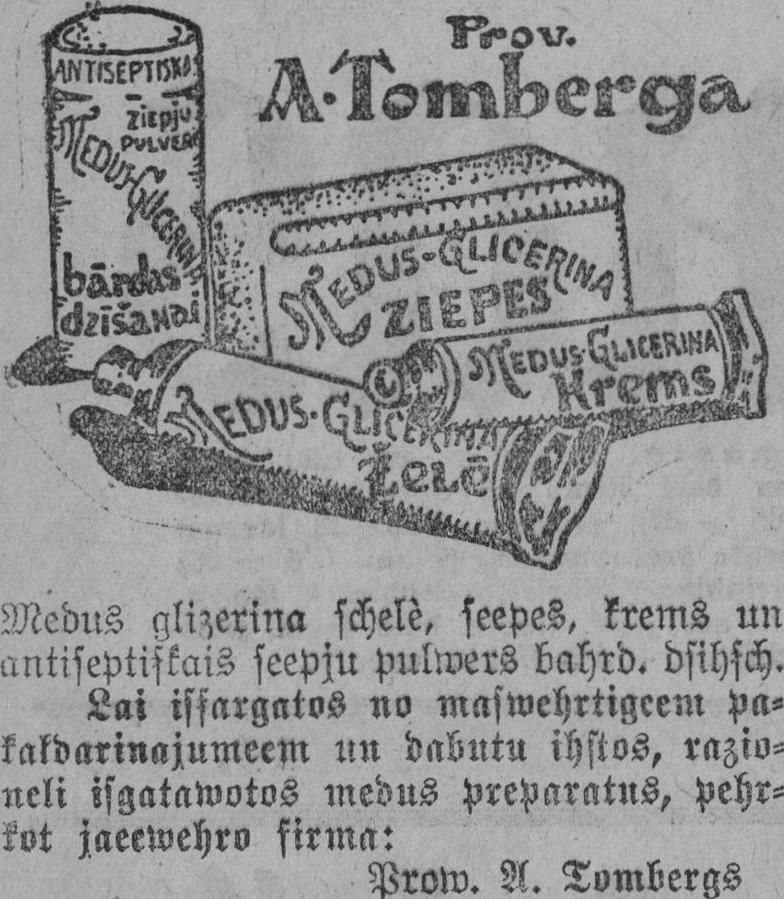 Prov.
A. Tomberga
ANTISEPTISKS
ZIEPJU
PULVERI
MEDUS-GLICERINA
bārdas
dzīšanai
MEDUS-GLICERINA
ZIEPES
MEDUS-GLICERINA
Krems
MEDUS-GLICERINA
Želē
Medus glizerina schelè, seepes, krems un
antiseptiskais seepju pulwers bahrd. dsihsch.
Lai issargatos no maswehrtigeem pa-
kaldarinajumeem un dabutu ihstos, razio-
neli isgatawotos medus preparatus, pehr-
kot jaeewehro firma:
Prow. A. Tombergs